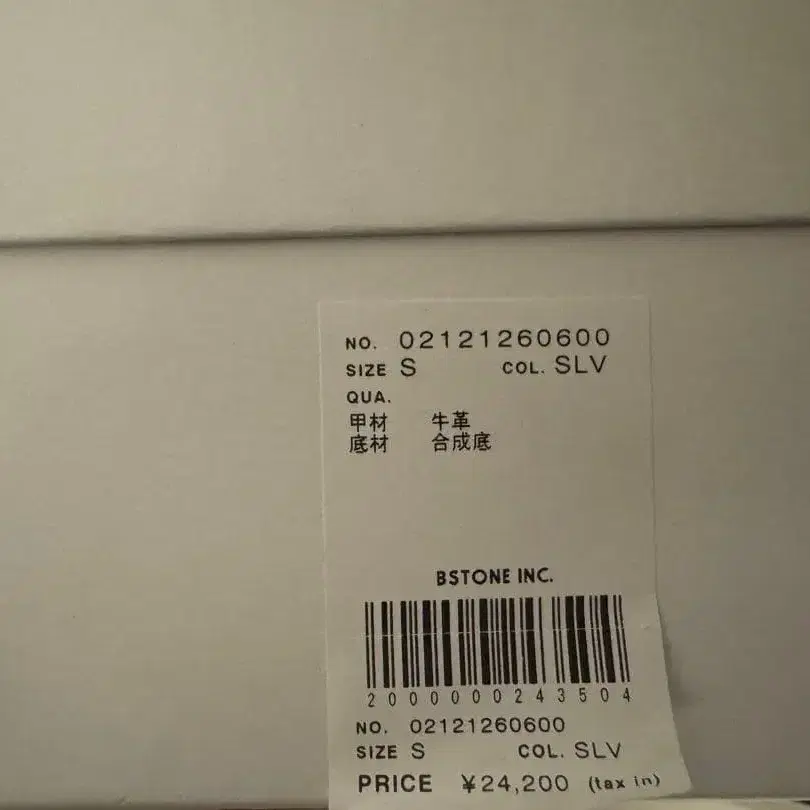 NO. 02121260600
SIZE S COL. SLV
QUA.
甲材 牛革
底材 合成底
BSTONE INC.
2000000243504
NO. 02121260600
SIZE S COL. SLV
PRICE ¥24,200 (tax in)